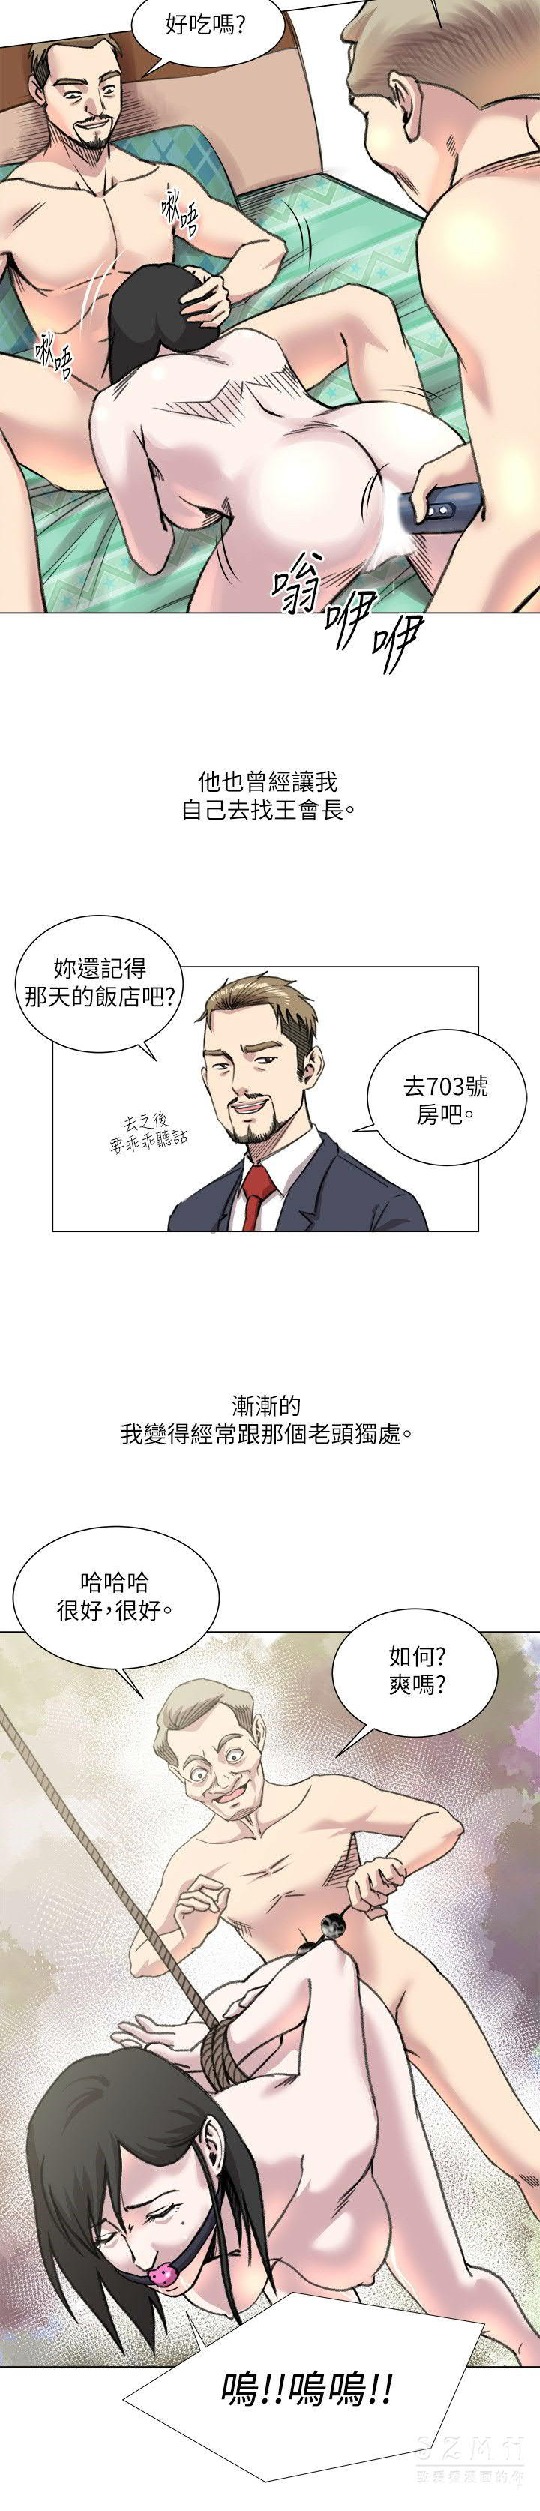 好吃嗎?
啾唔
啾唔
嗡
咿咿
他也曾經讓我
自己去找王會長。
妳還記得
那天的飯店吧?
去之後
要乖乖聽話
去703號
房吧。
漸漸的
我變得經常跟那個老頭獨處。
哈哈哈
很好,很好。
如何?
爽嗎?
嗚!!嗚嗚!!
SZMH